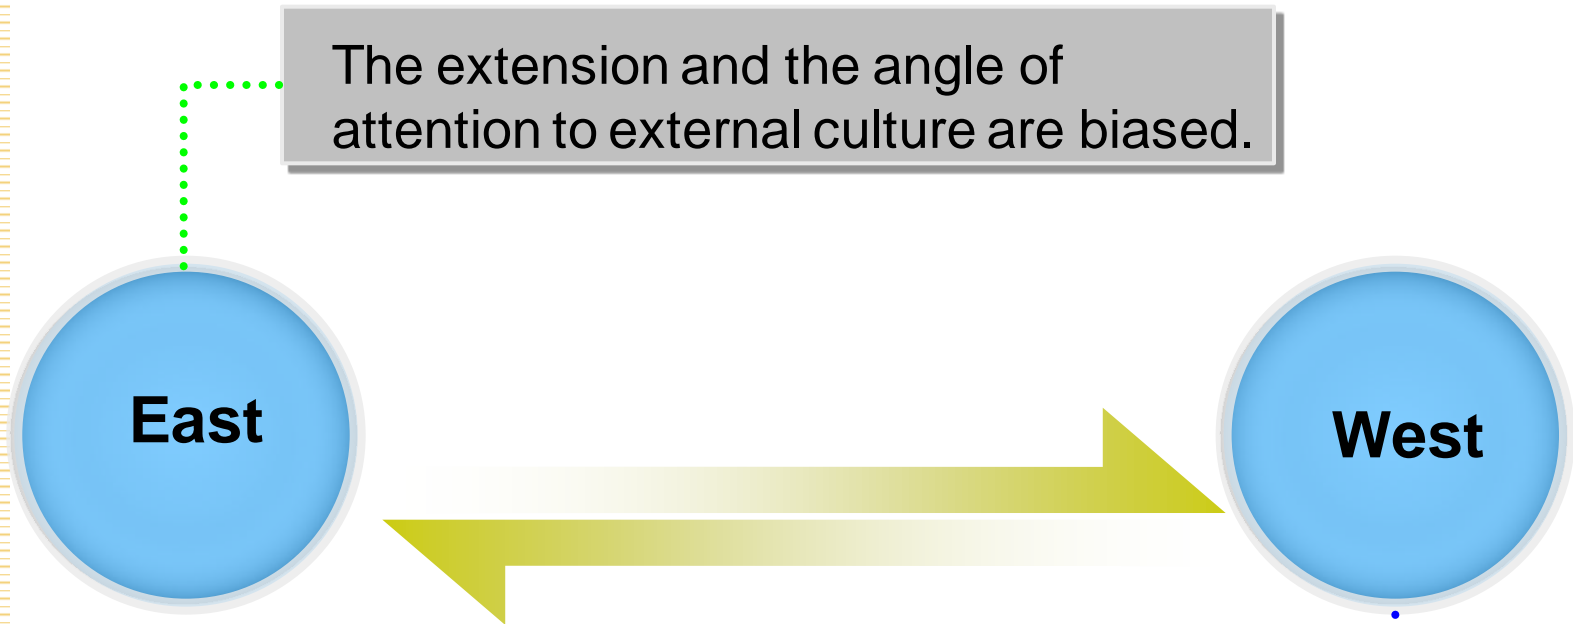 The extension and the angle of
attention to external culture are biased.
East
West